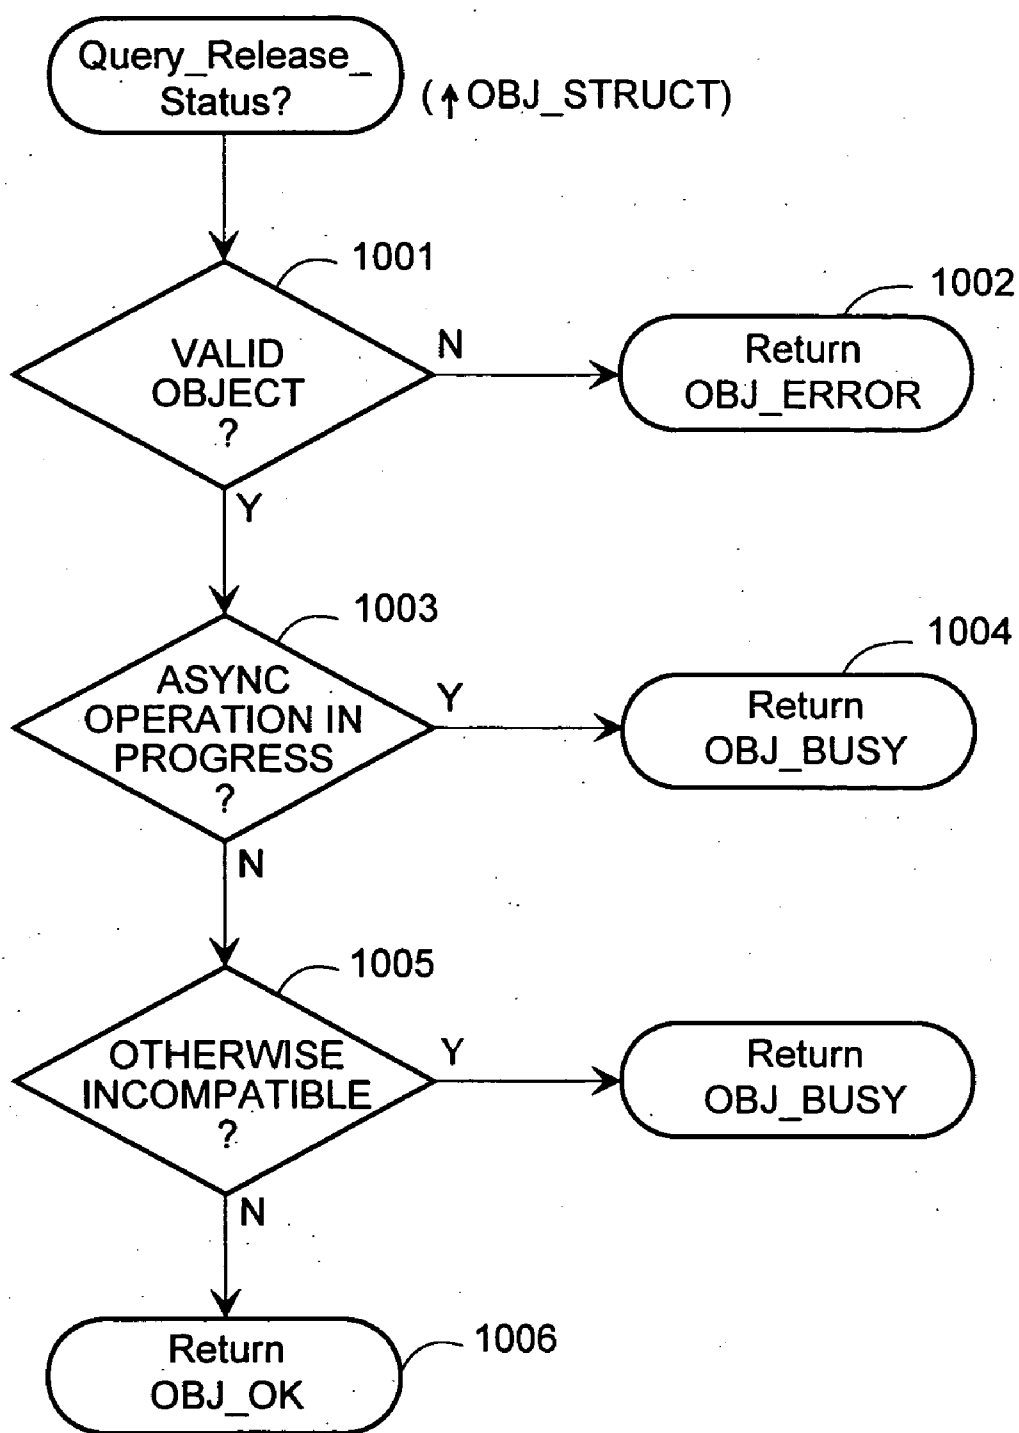 Query_Release_
Status?
(↑OBJ_STRUCT)
1001
VALID
OBJECT
?
N
1002
Return
OBJ_ERROR
Y
1003
ASYNC
OPERATION IN
PROGRESS
?
Y
1004
Return
OBJ_BUSY
N
1005
OTHERWISE
INCOMPATIBLE
?
Y
Return
OBJ_BUSY
N
Return
OBJ_OK
1006